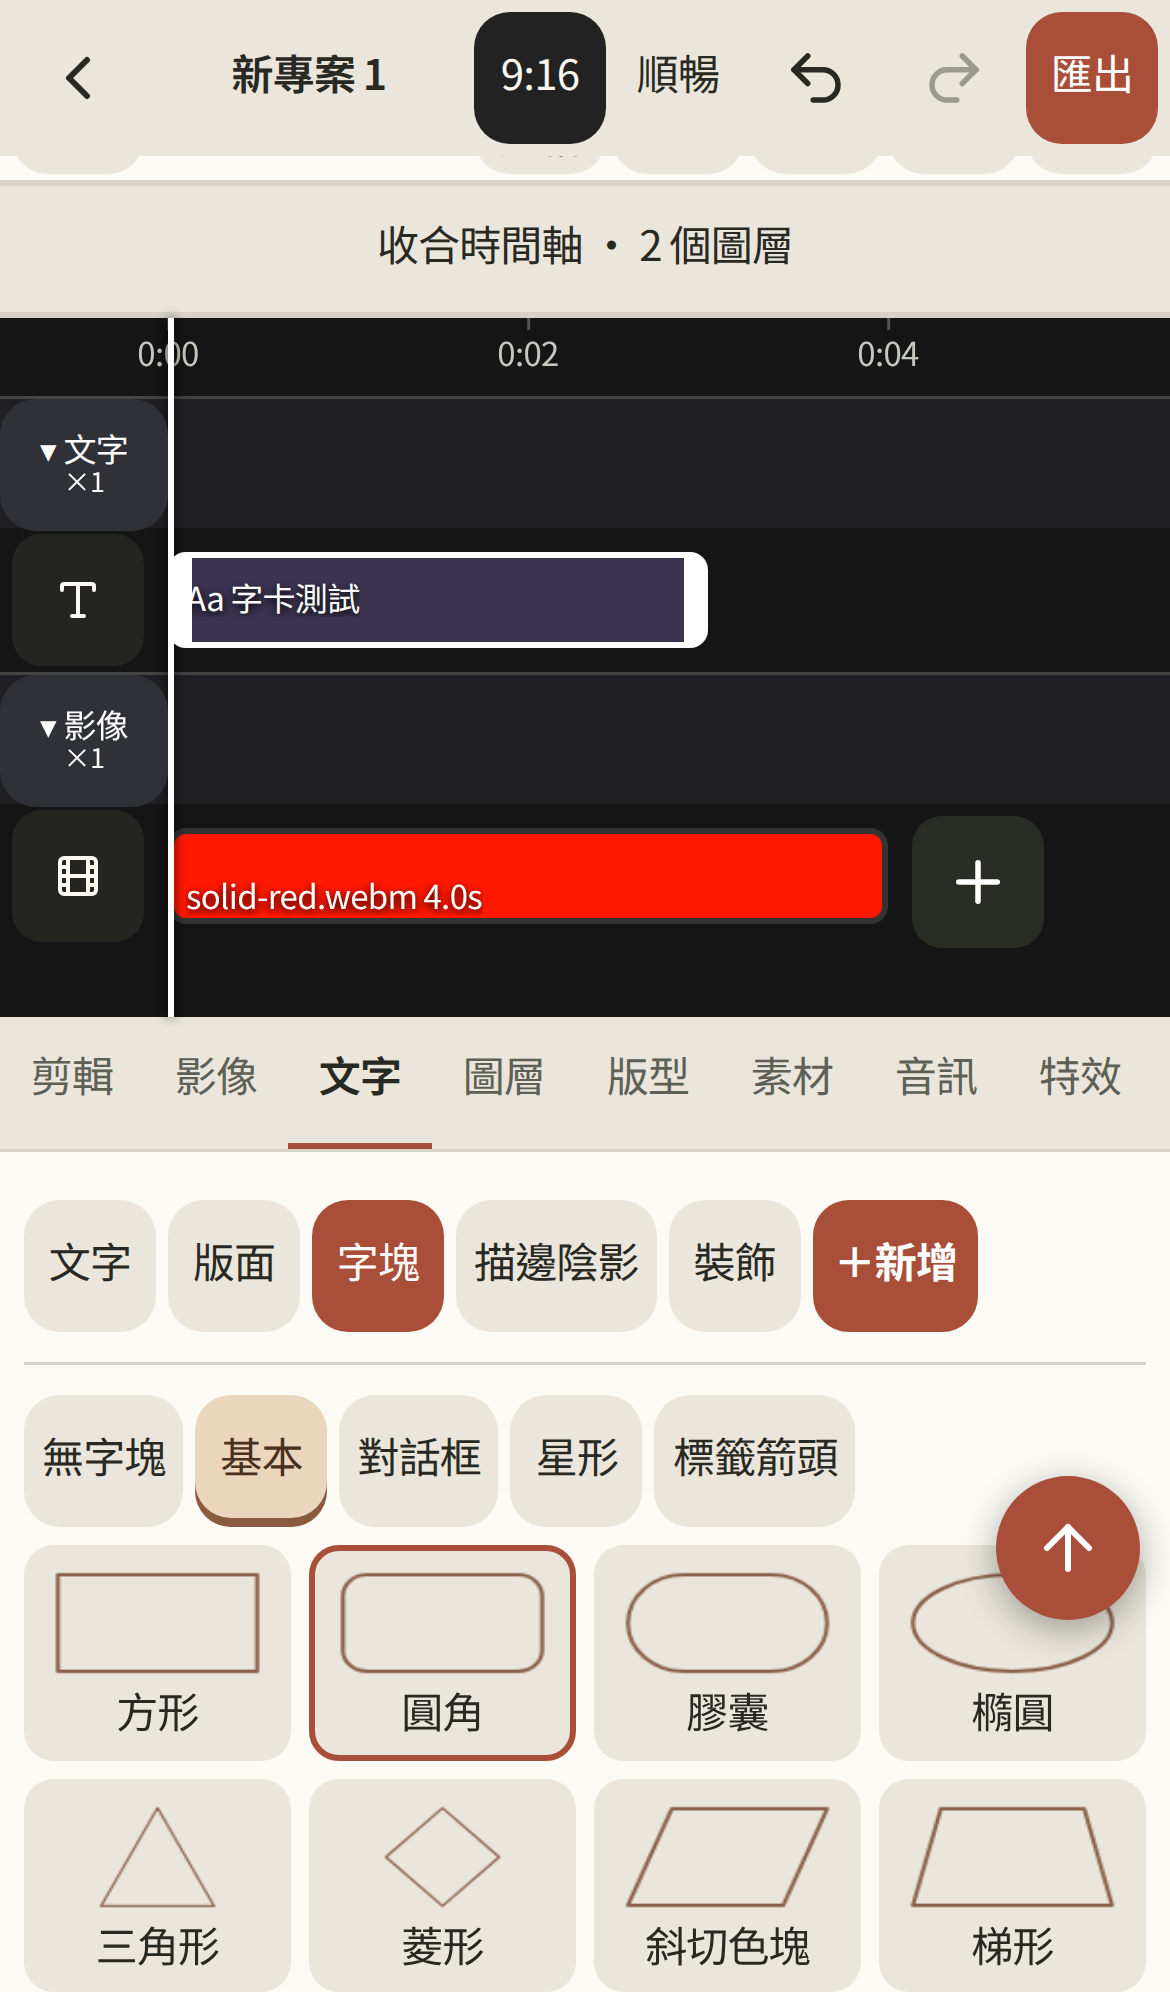 新專案 1
9:16
順暢
匯出
收合時間軸 · 2 個圖層
0:00
0:02
0:04
▼文字
×1
Aa 字卡測試
▼影像
×1
solid-red.webm 4.0s
剪輯
影像
文字
圖層
版型
素材
音訊
特效
文字
版面
字塊
描邊陰影
裝飾
＋新增
無字塊
基本
對話框
星形
標籤箭頭
方形
圓角
膠囊
橢圓
三角形
菱形
斜切色塊
梯形